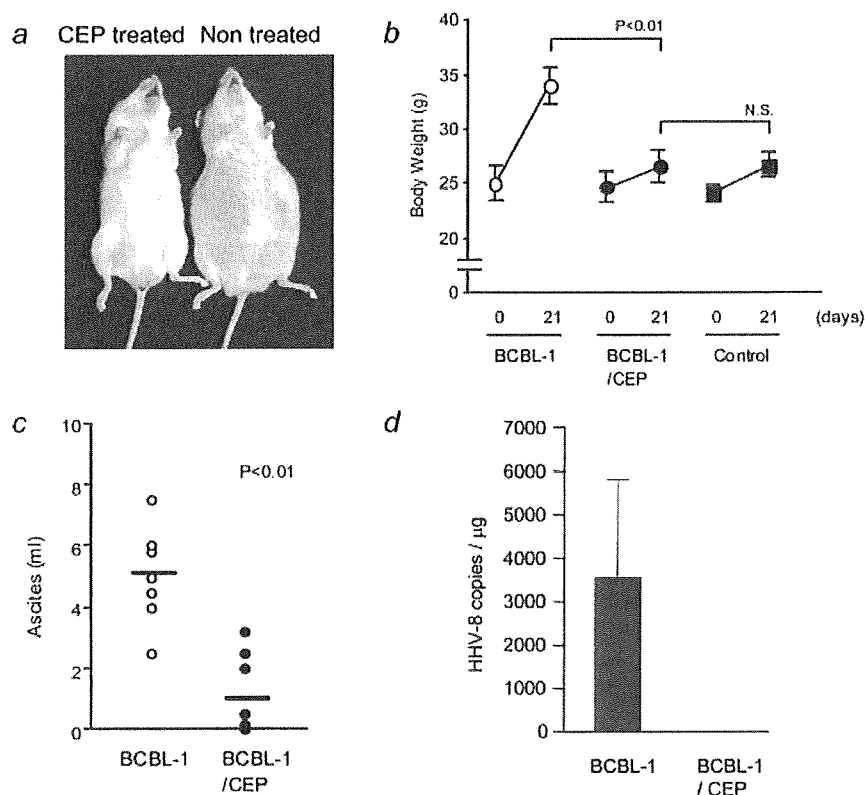 a
CEP treated Non treated
b
Body Weight (g)
40
35
30
25
20
0
P<0.01
N.S.
0 21 0 21 0 21 (days)
BCBL-1 BCBL-1 Control
/CEP
c
Ascites (ml)
10
8
6
4
2
0
P<0.01
BCBL-1 BCBL-1
/CEP
d
HHV-8 copies / µg
7000
6000
5000
4000
3000
2000
1000
0
BCBL-1 BCBL-1
/ CEP